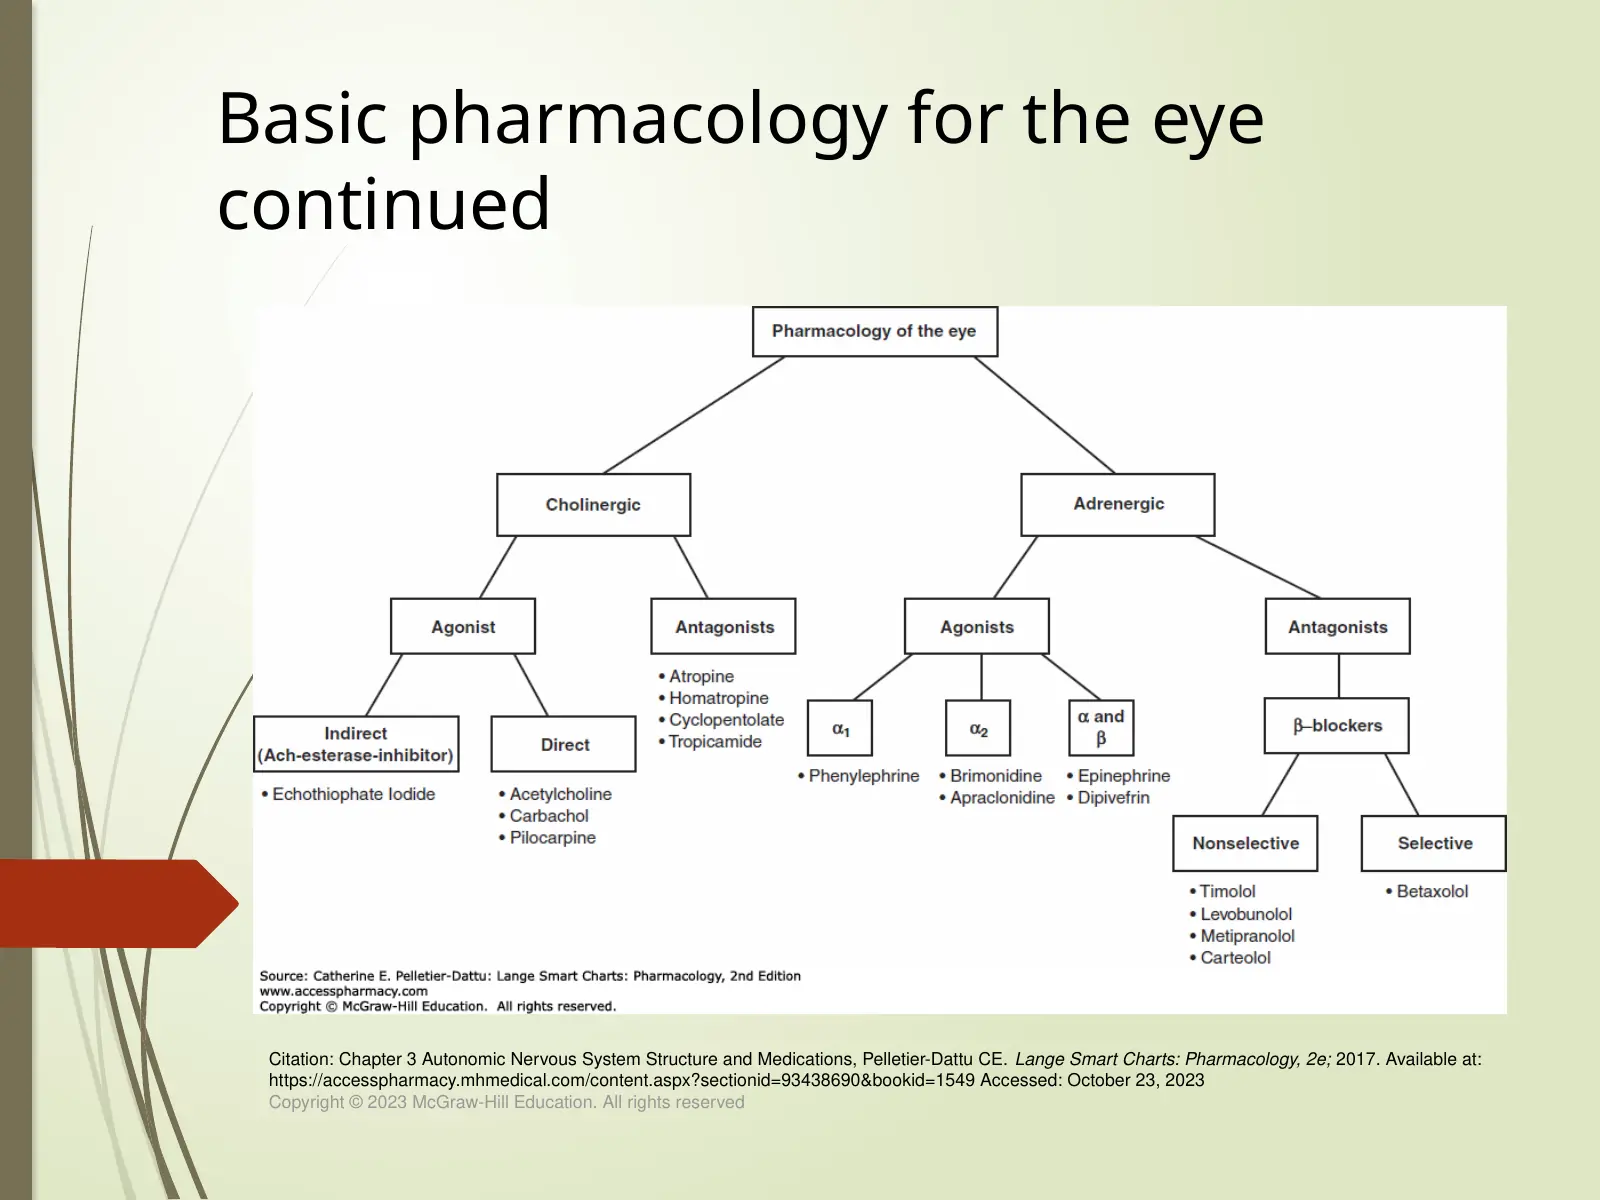 Basic pharmacology for the eye
continued
Pharmacology of the eye
Cholinergic
Adrenergic
Agonist
Antagonists
Agonists
Antagonists
• Atropine
• Homatropine
• Cyclopentolate
• Tropicamide
Indirect
(Ach-esterase-inhibitor)
• Echothiophate Iodide
Direct
• Acetylcholine
• Carbachol
• Pilocarpine
α1
• Phenylephrine
α2
• Brimonidine
• Apraclonidine
α and
β
• Epinephrine
• Dipivefrin
β–blockers
Nonselective
• Timolol
• Levobunolol
• Metipranolol
• Carteolol
Selective
• Betaxolol
Source: Catherine E. Pelletier-Dattu: Lange Smart Charts: Pharmacology, 2nd Edition
www.accesspharmacy.com
Copyright © McGraw-Hill Education. All rights reserved.
Citation: Chapter 3 Autonomic Nervous System Structure and Medications, Pelletier-Dattu CE. Lange Smart Charts: Pharmacology, 2e; 2017. Available at:
https://accesspharmacy.mhmedical.com/content.aspx?sectionid=93438690&bookid=1549 Accessed: October 23, 2023
Copyright © 2023 McGraw-Hill Education. All rights reserved